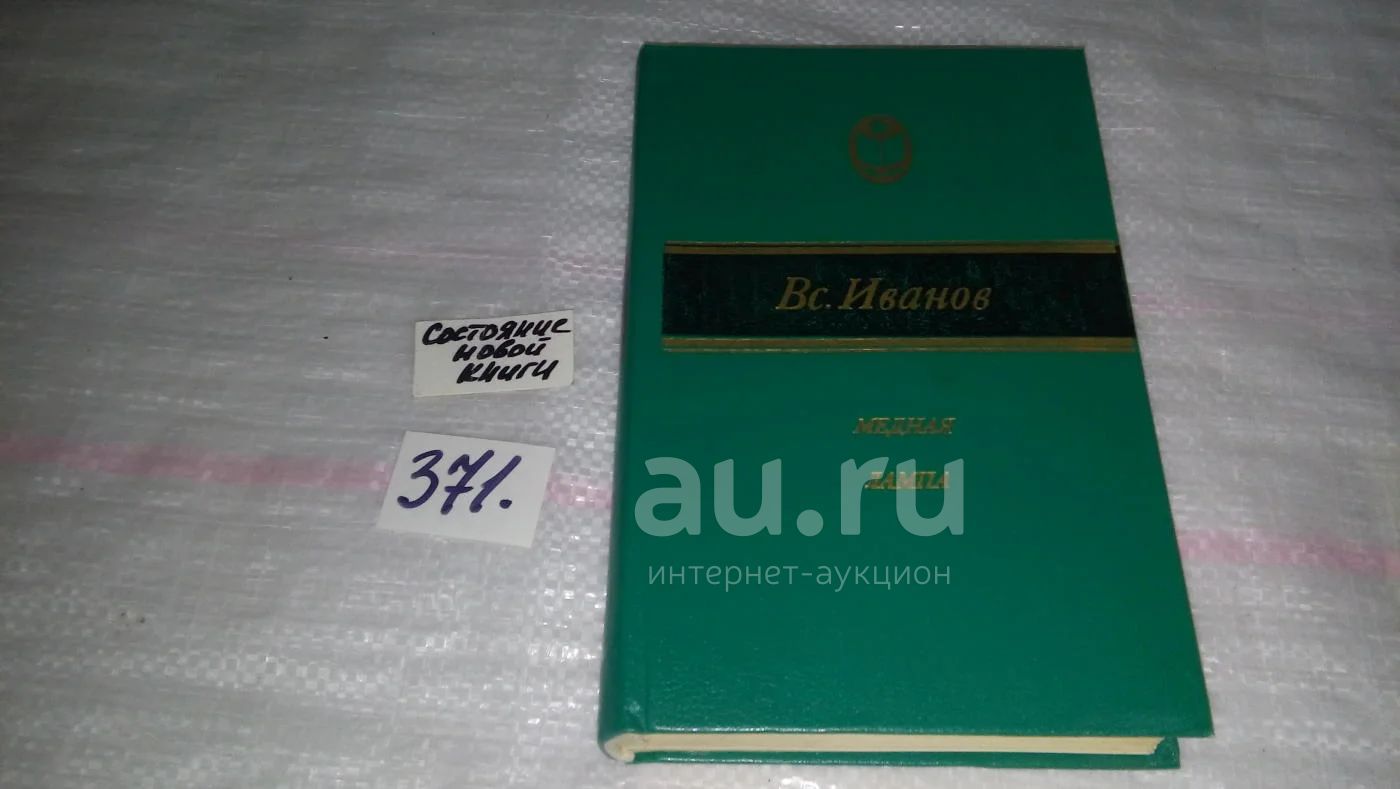 Вс. Иванов
МЕДНАЯ
ЛАМПА
Состояние
новой
книги
371.
au.ru
интернет-аукцион